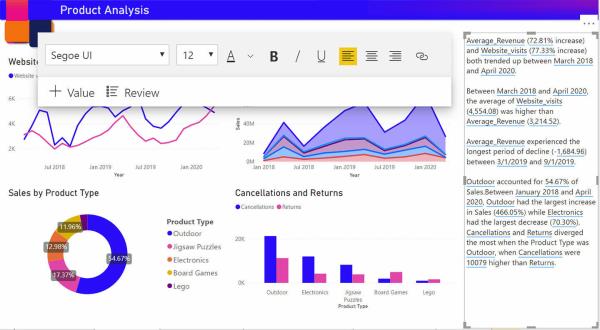 Product Analysis
Segoe UI
12
A
B
I
U
+ Value
Review
Website
Website v
6K
4K
2K
Jul 2018
Jan 2019
Jul 2019
Jan 2020
Year
Sales
40M
20M
0M
Jan 2018
Jul 2018
Jan 2019
Jul 2019
Jan 2020
Year
Sales by Product Type
11.96%
12.98%
17.37%
54.67%
Product Type
Outdoor
Jigsaw Puzzles
Electronics
Board Games
Lego
Cancellations and Returns
Cancellations
Returns
20K
0K
Outdoor
Electronics
Jigsaw
Puzzles
Board Games
Lego
Product Type
Average_Revenue (72.81% increase)
and Website_visits (77.33% increase)
both trended up between March 2018
and April 2020.
Between March 2018 and April 2020,
the average of Website_visits
(4,554.08) was higher than
Average_Revenue (3,214.52).
Average_Revenue experienced the
longest period of decline (-1,684.96)
between 3/1/2019 and 9/1/2019.
Outdoor accounted for 54.67% of
Sales.Between January 2018 and April
2020, Outdoor had the largest increase
in Sales (466.05%) while Electronics
had the largest decrease (70.30%).
Cancellations and Returns diverged
the most when the Product Type was
Outdoor, when Cancellations were
10079 higher than Returns.